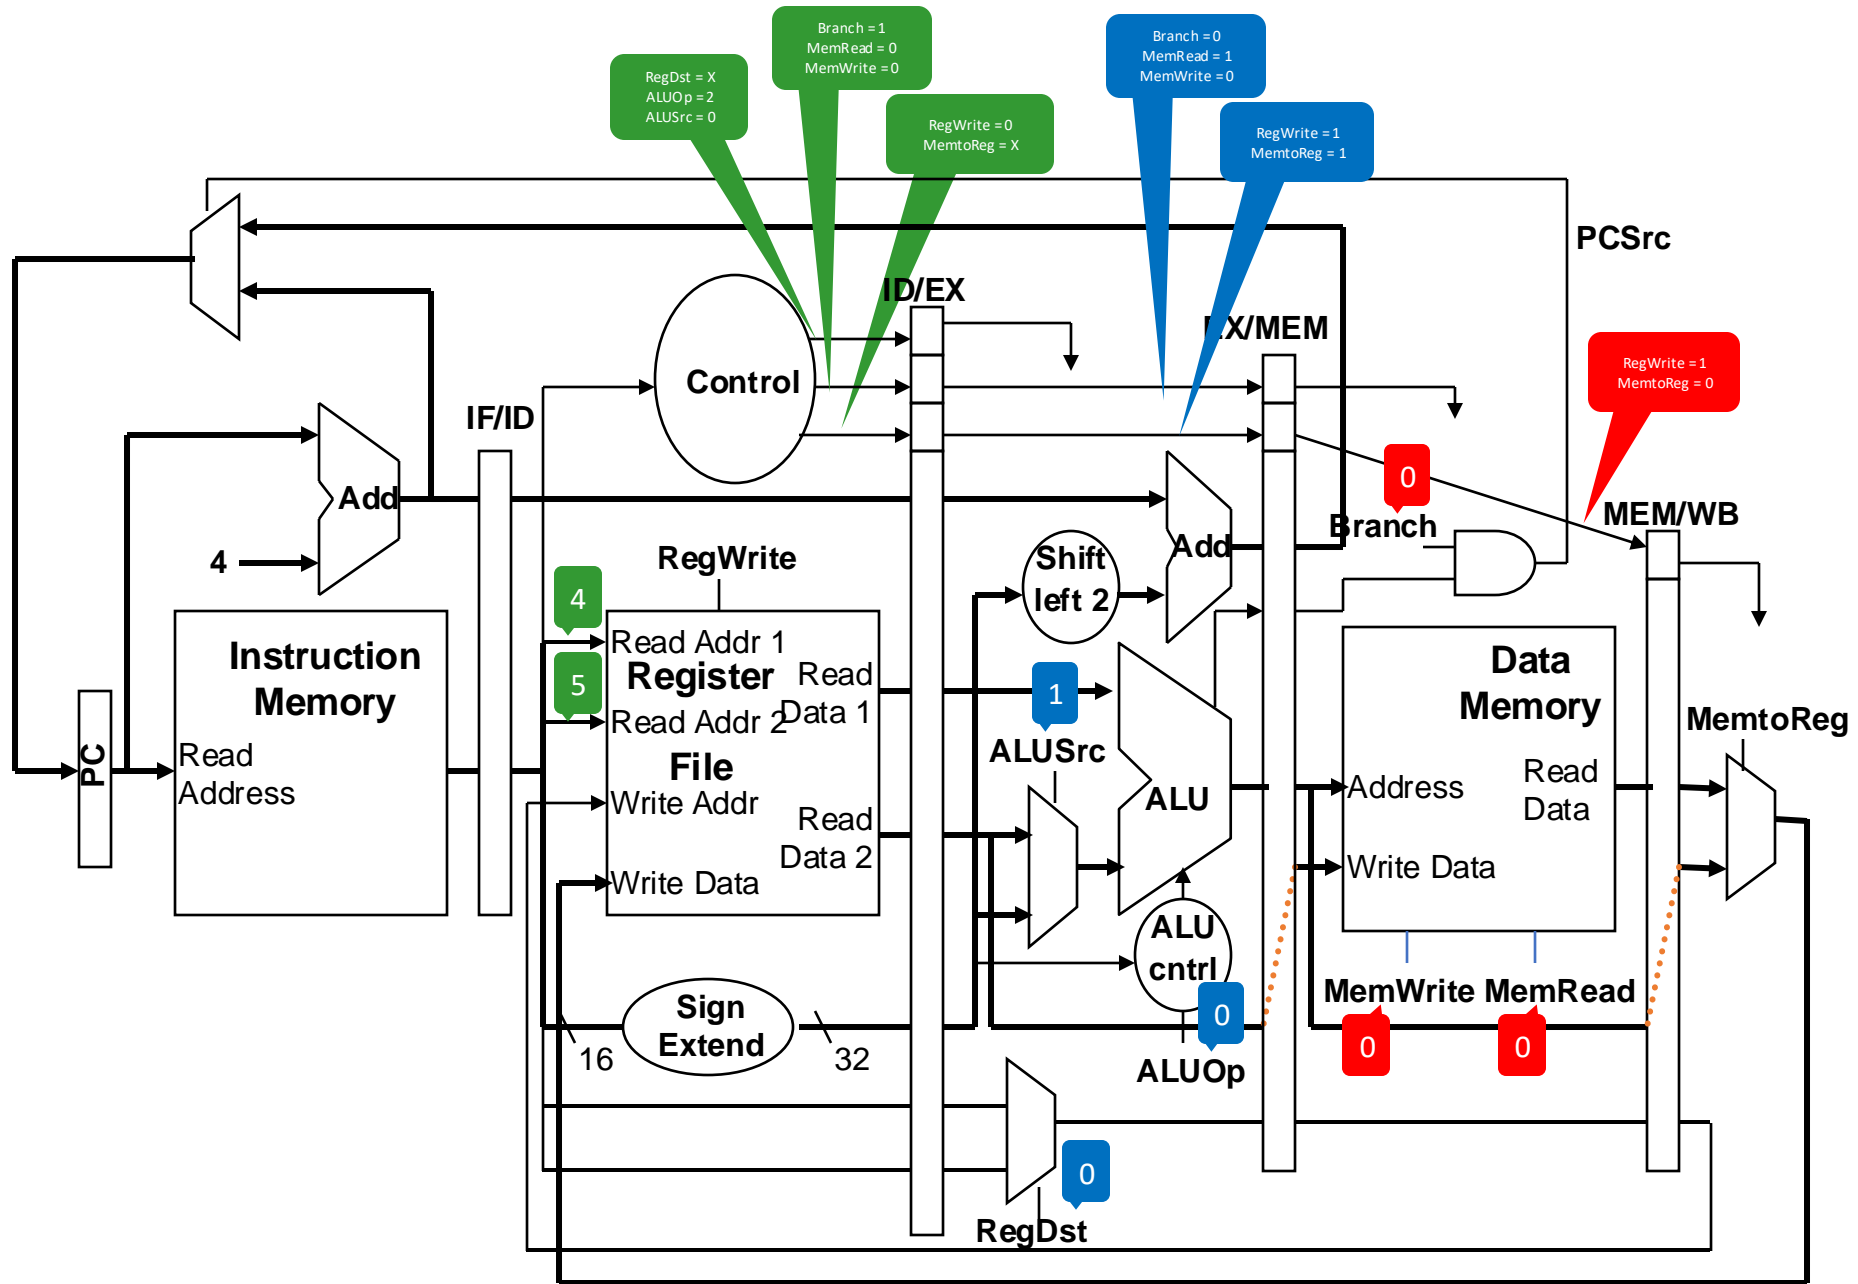 Branch = 1
MemRead = 0
MemWrite = 0
Branch = 0
MemRead = 1
MemWrite = 0
RegDst = X
ALUOp = 2
ALUSrc = 0
RegWrite = 0
MemtoReg = X
RegWrite = 1
MemtoReg = 1
PCSrc
ID/EX
EX/MEM
RegWrite = 1
MemtoReg = 0
Control
IF/ID
0
Add
4
MEM/WB
Branch
Add
RegWrite
Shift
left 2
4
Read Addr 1
Instruction
Memory
5
Register
Read
Data 1
Read Addr 2
File
Write Addr
Read
Data 2
Write Data
1
ALUSrc
ALU
Data
Memory
MemtoReg
PC
Read
Address
Address
Read
Data
Write Data
ALU
cntrl
MemWrite
MemRead
Sign
Extend
16
32
0
0
0
ALUOp
0
RegDst